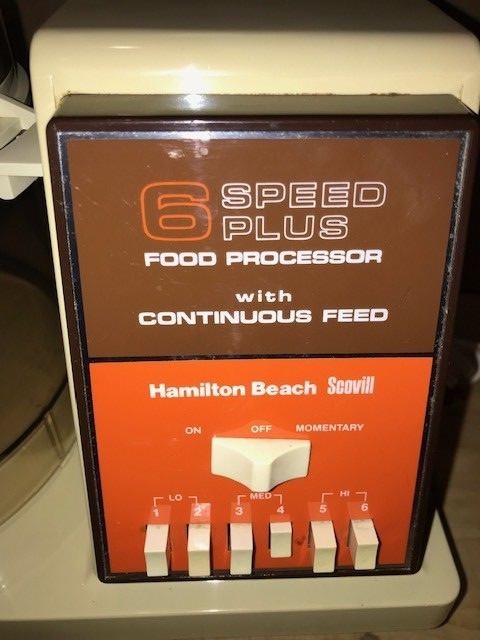 6 SPEED
PLUS
FOOD PROCESSOR
with
CONTINUOUS FEED
Hamilton Beach Scovill
ON OFF MOMENTARY
LO MED HI
1 2 3 4 5 6